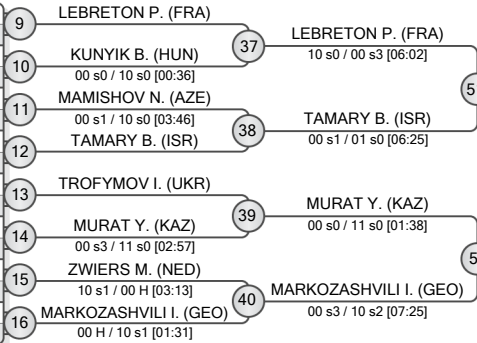 9
LEBRETON P. (FRA)
10
KUNYIK B. (HUN)
00 s0 / 10 s0 [00:36]
37
LEBRETON P. (FRA)
10 s0 / 00 s3 [06:02]
11
MAMISHOV N. (AZE)
00 s1 / 10 s0 [03:46]
12
TAMARY B. (ISR)
38
TAMARY B. (ISR)
00 s1 / 01 s0 [06:25]
5
13
TROFYMOV I. (UKR)
14
MURAT Y. (KAZ)
00 s3 / 11 s0 [02:57]
39
MURAT Y. (KAZ)
00 s0 / 11 s0 [01:38]
15
ZWIERS M. (NED)
10 s1 / 00 H [03:13]
16
MARKOZASHVILI I. (GEO)
00 H / 10 s1 [01:31]
40
MARKOZASHVILI I. (GEO)
00 s3 / 10 s2 [07:25]
5